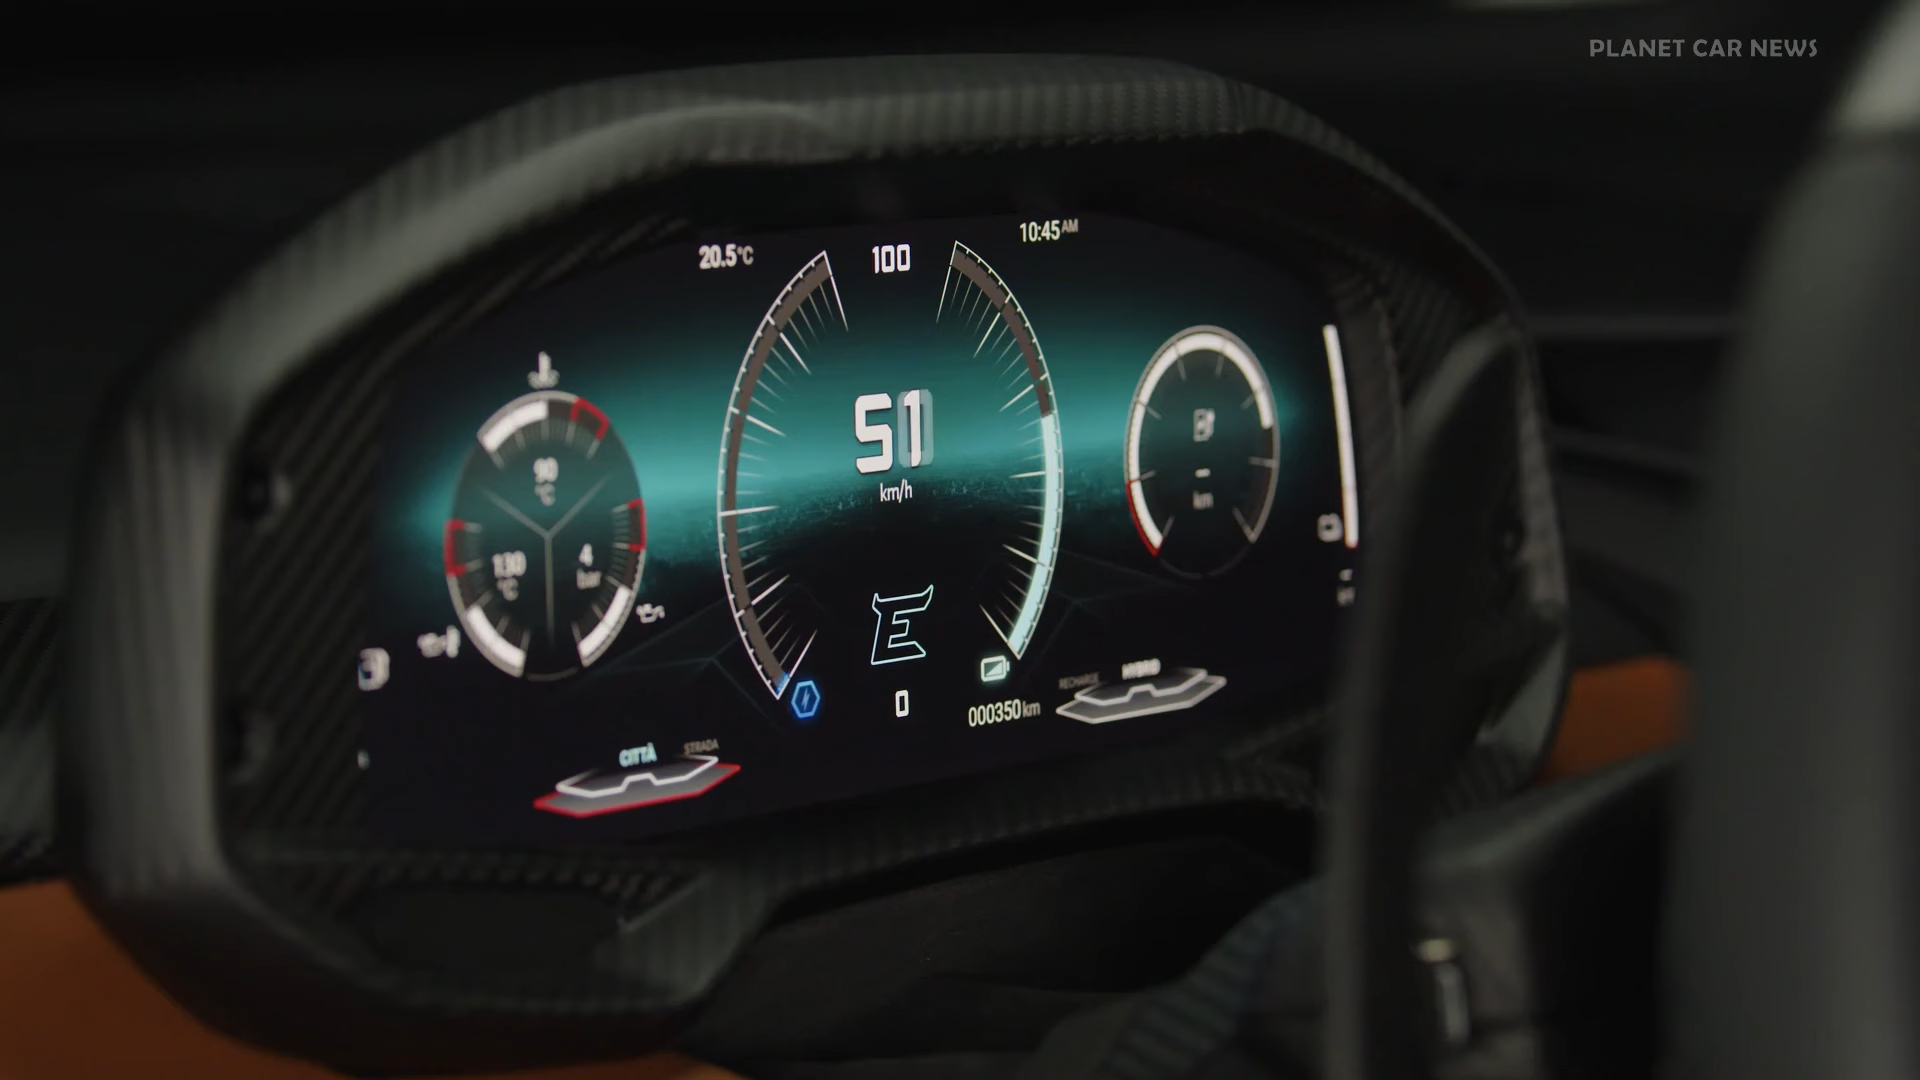 PLANET CAR NEWS
20.5°C
100
10:45AM
51
km/h
90
°C
130
°C
4
bar
-
km
E
0
000350km
RECHARGE
HYBRID
CITTÀ
STRADA